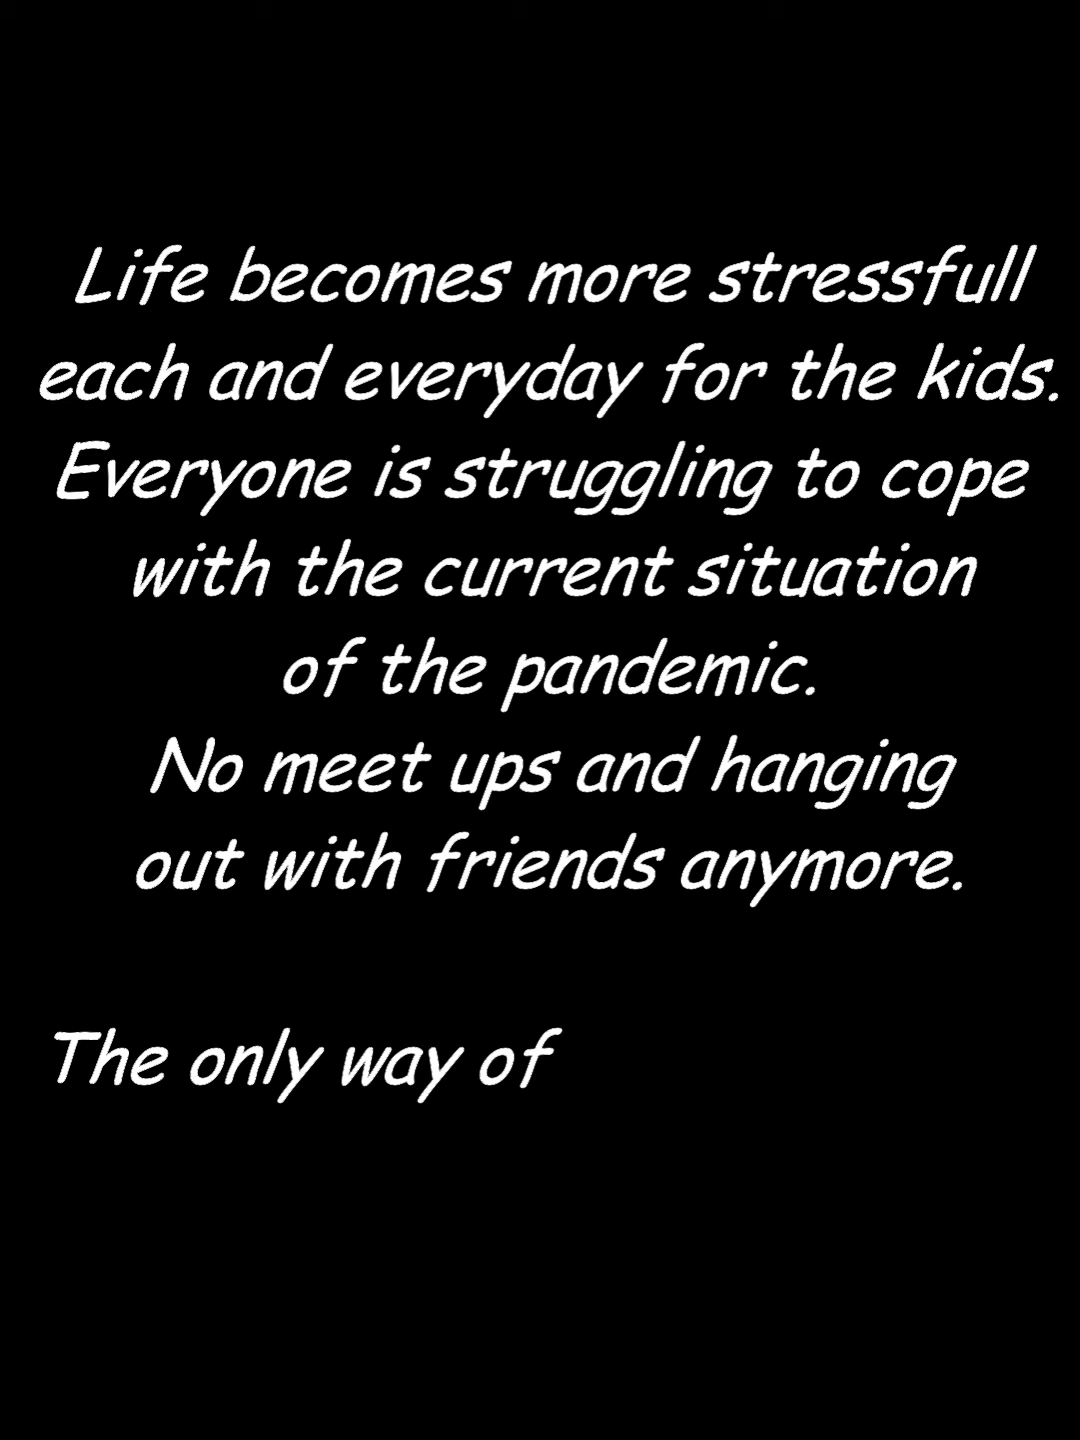 Life becomes more stressfull
each and everyday for the kids.
Everyone is struggling to cope
with the current situation
of the pandemic.
No meet ups and hanging
out with friends anymore.
The only way of